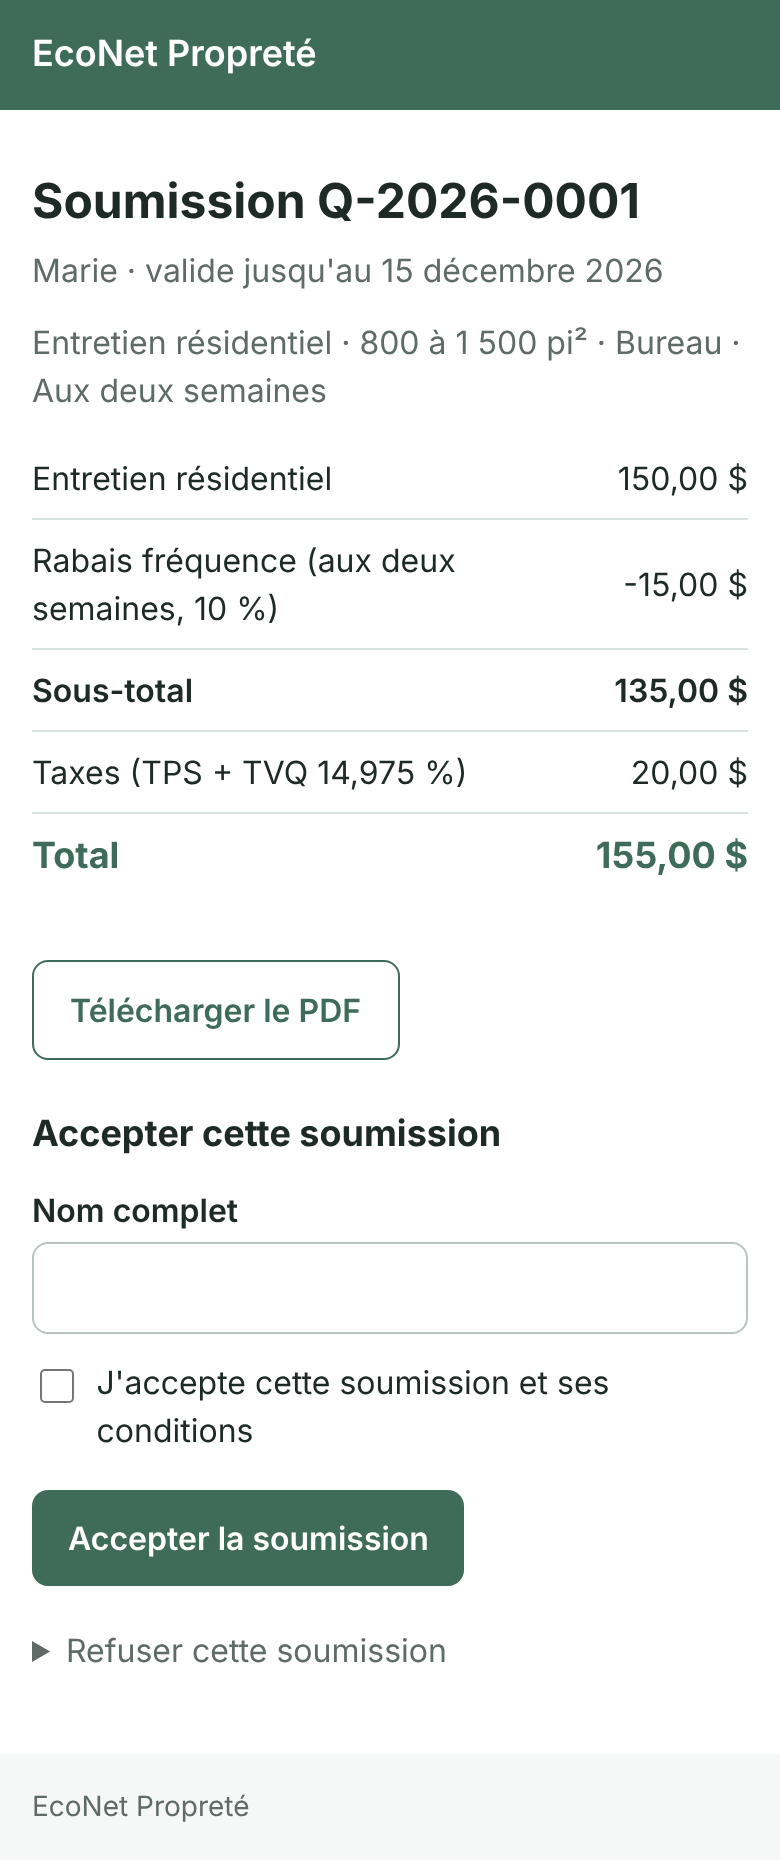 EcoNet Propreté
Soumission Q-2026-0001
Marie · valide jusqu'au 15 décembre 2026
Entretien résidentiel · 800 à 1 500 pi² · Bureau ·
Aux deux semaines
Entretien résidentiel 150,00 $
Rabais fréquence (aux deux
semaines, 10 %) -15,00 $
Sous-total 135,00 $
Taxes (TPS + TVQ 14,975 %) 20,00 $
Total 155,00 $
Télécharger le PDF
Accepter cette soumission
Nom complet
J'accepte cette soumission et ses
conditions
Accepter la soumission
Refuser cette soumission
EcoNet Propreté